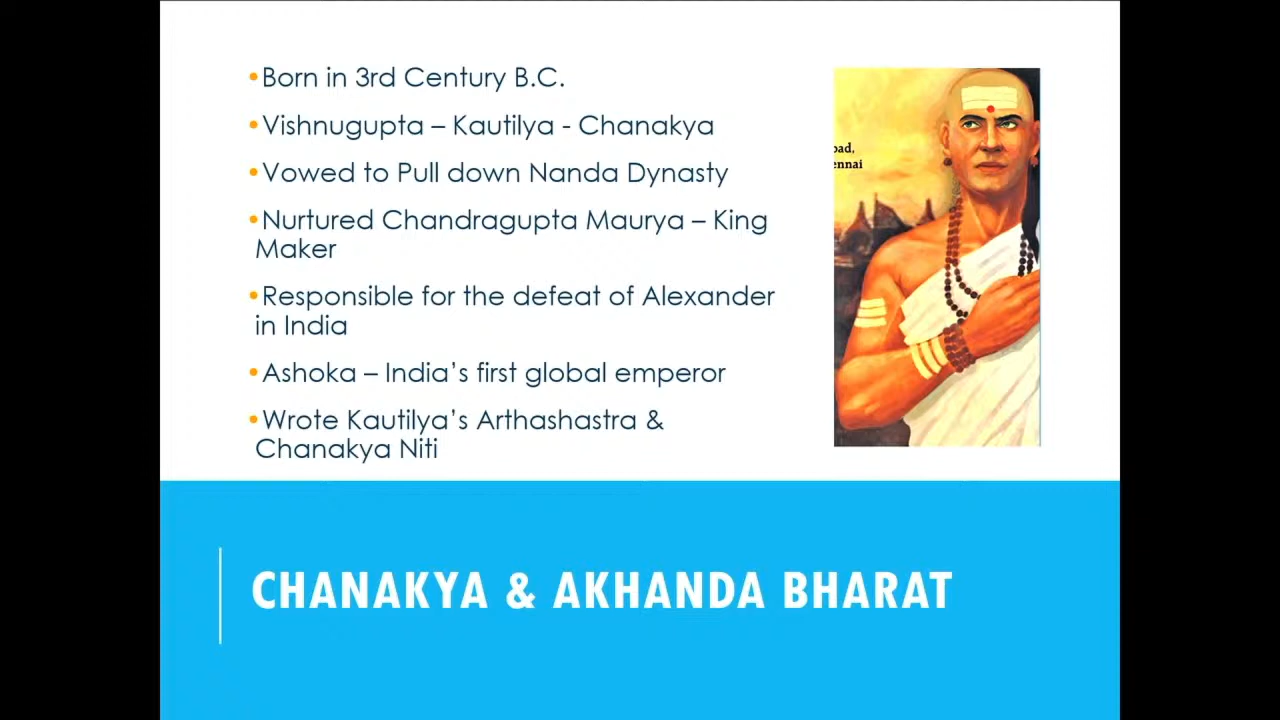 •Born in 3rd Century B.C.
•Vishnugupta – Kautilya - Chanakya
•Vowed to Pull down Nanda Dynasty
•Nurtured Chandragupta Maurya – King
Maker
•Responsible for the defeat of Alexander
in India
•Ashoka – India's first global emperor
•Wrote Kautilya's Arthashastra &
Chanakya Niti
oad,
ennai
CHANAKYA & AKHANDA BHARAT